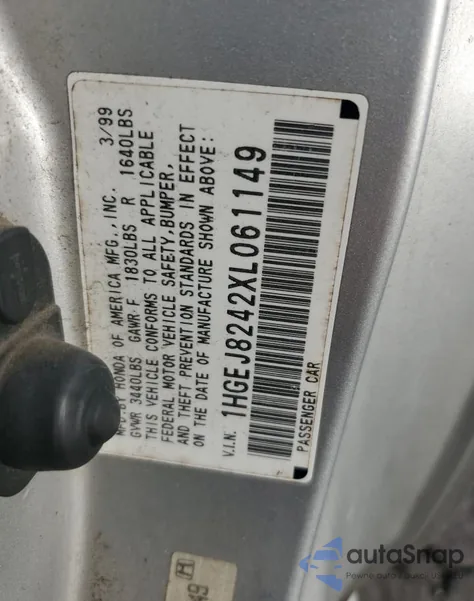 MFD.BY HONDA OF AMERICA MFG.,INC. 3/99
GVWR 3440LBS GAWR-F 1830LBS R 1640LBS
THIS VEHICLE CONFORMS TO ALL APPLICABLE
FEDERAL MOTOR VEHICLE SAFETY,BUMPER,
AND THEFT PREVENTION STANDARDS IN EFFECT
ON THE DATE OF MANUFACTURE SHOWN ABOVE:
V.I.N. 1HGEJ8242XL061149
PASSENGER CAR
49
autoSnap